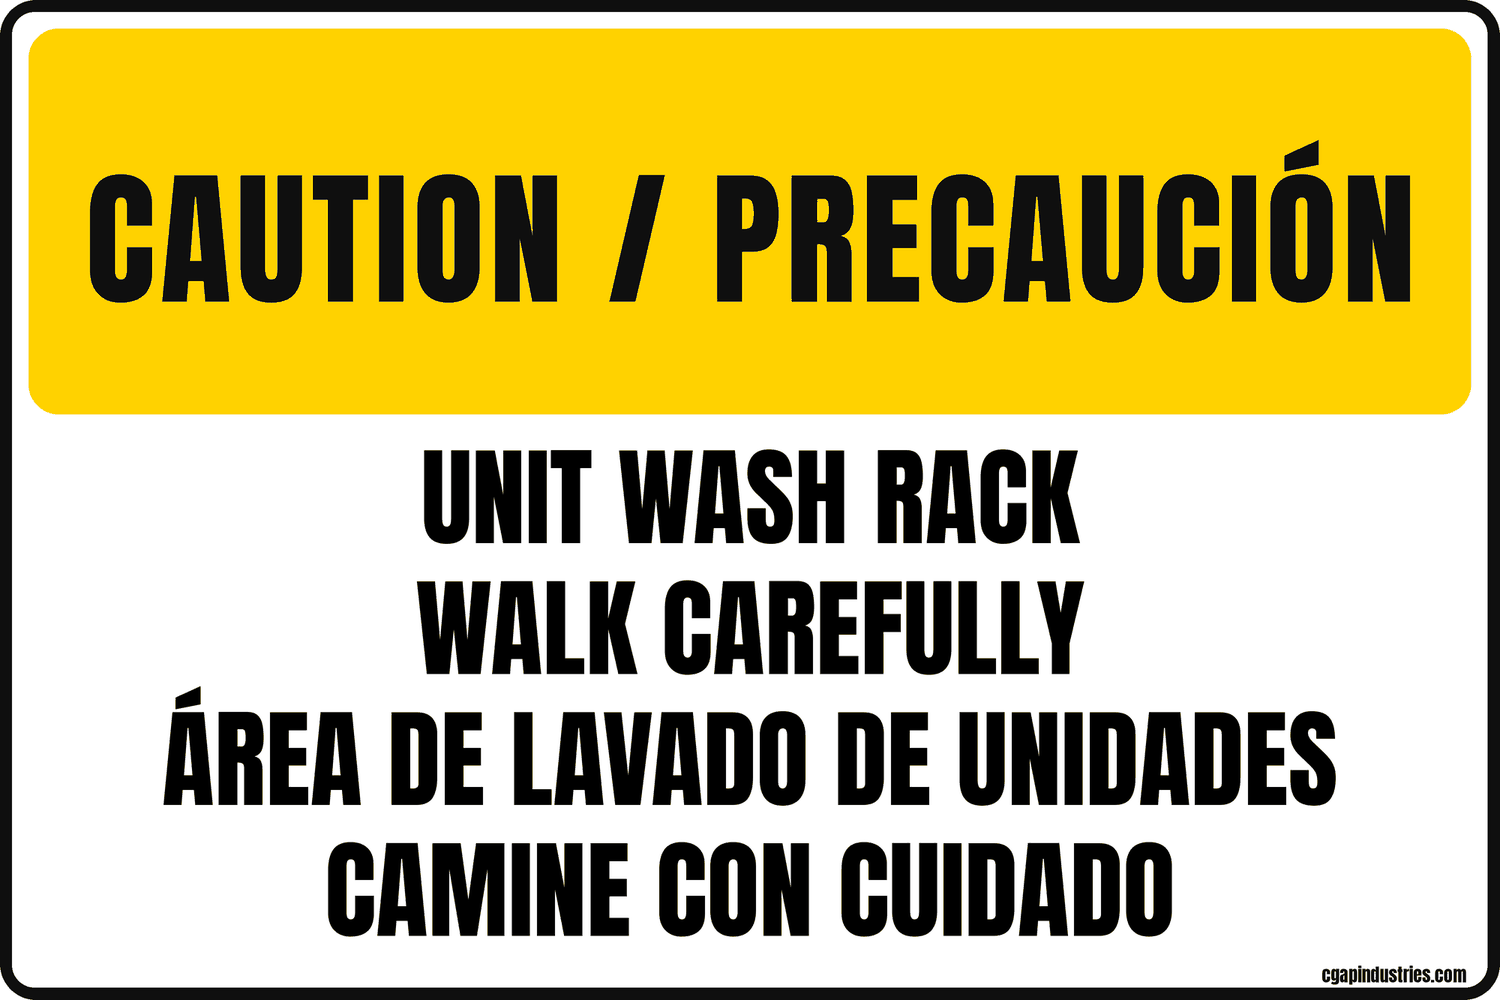 CAUTION / PRECAUCIÓN
UNIT WASH RACK
WALK CAREFULLY
ÁREA DE LAVADO DE UNIDADES
CAMINE CON CUIDADO
cgapindustries.com